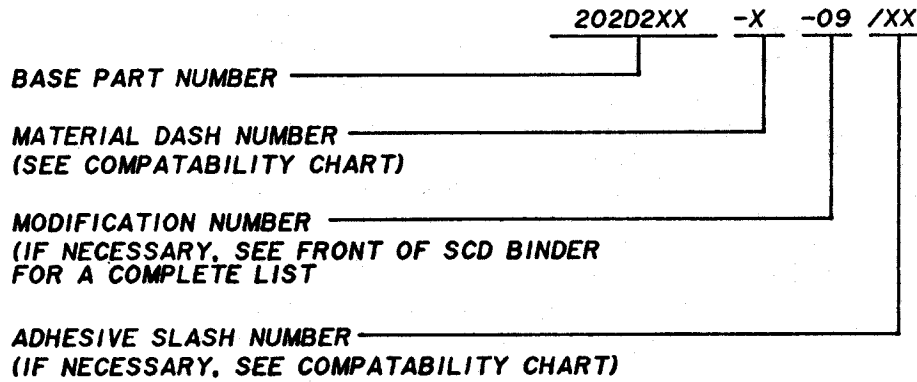 202D2XX -X -09 /XX
BASE PART NUMBER
MATERIAL DASH NUMBER
(SEE COMPATABILITY CHART)
MODIFICATION NUMBER
(IF NECESSARY, SEE FRONT OF SCD BINDER
FOR A COMPLETE LIST
ADHESIVE SLASH NUMBER
(IF NECESSARY, SEE COMPATABILITY CHART)